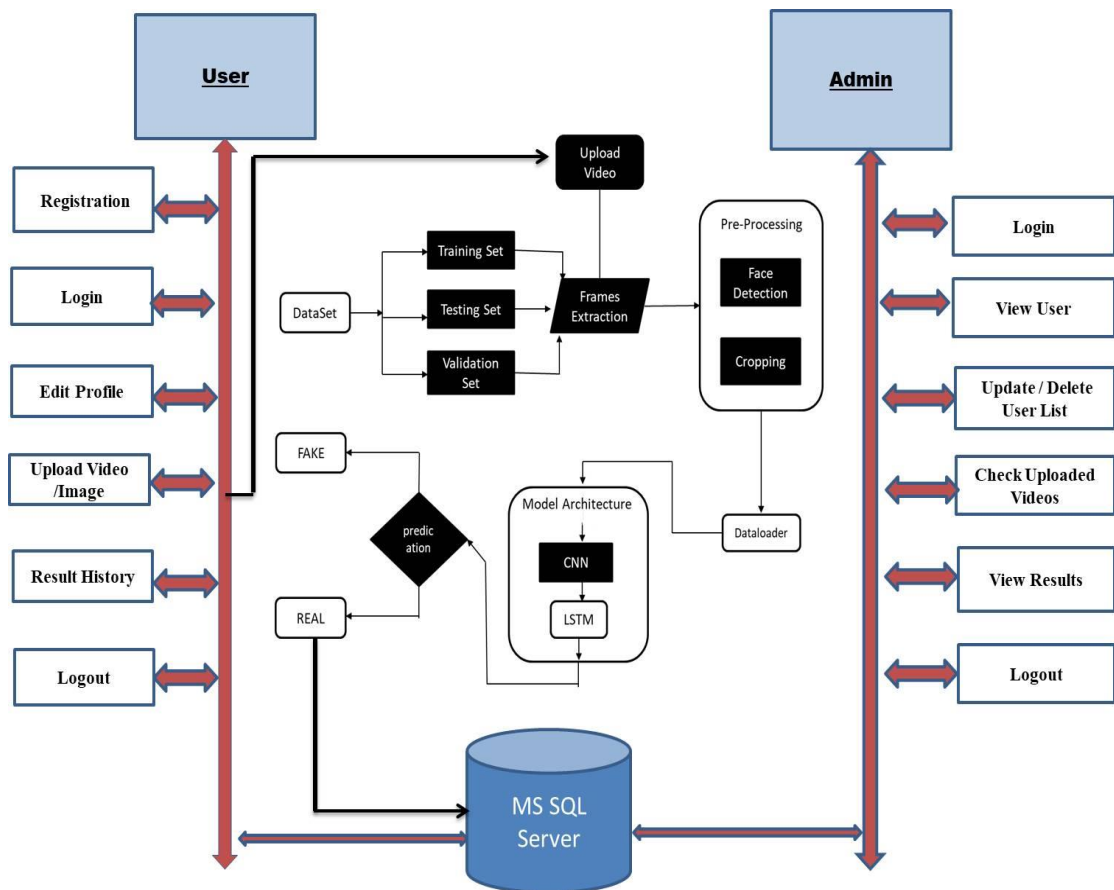 User
Admin
Registration
Login
Edit Profile
Upload Video
/Image
Result History
Logout
Upload
Video
DataSet
Training Set
Testing Set
Validation
Set
Frames
Extraction
Pre-Processing
Face
Detection
Cropping
Dataloader
Model Architecture
CNN
LSTM
predic
ation
FAKE
REAL
MS SQL
Server
Login
View User
Update / Delete
User List
Check Uploaded
Videos
View Results
Logout